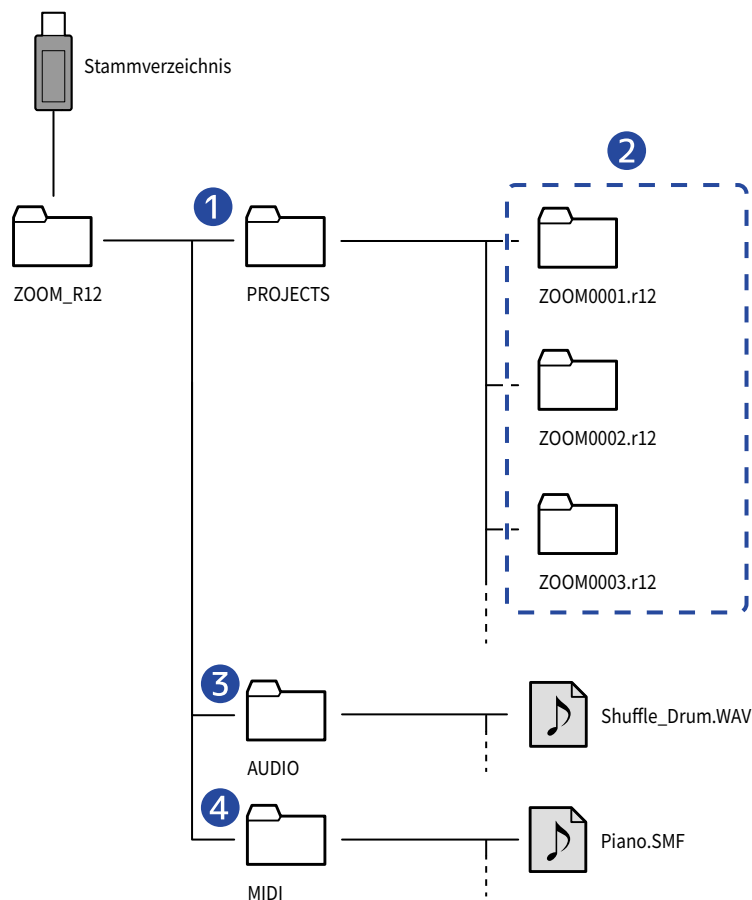 Stammverzeichnis
2
1
ZOOM_R12
PROJECTS
ZOOM0001.r12
ZOOM0002.r12
ZOOM0003.r12
3
AUDIO
Shuffle_Drum.WAV
4
MIDI
Piano.SMF